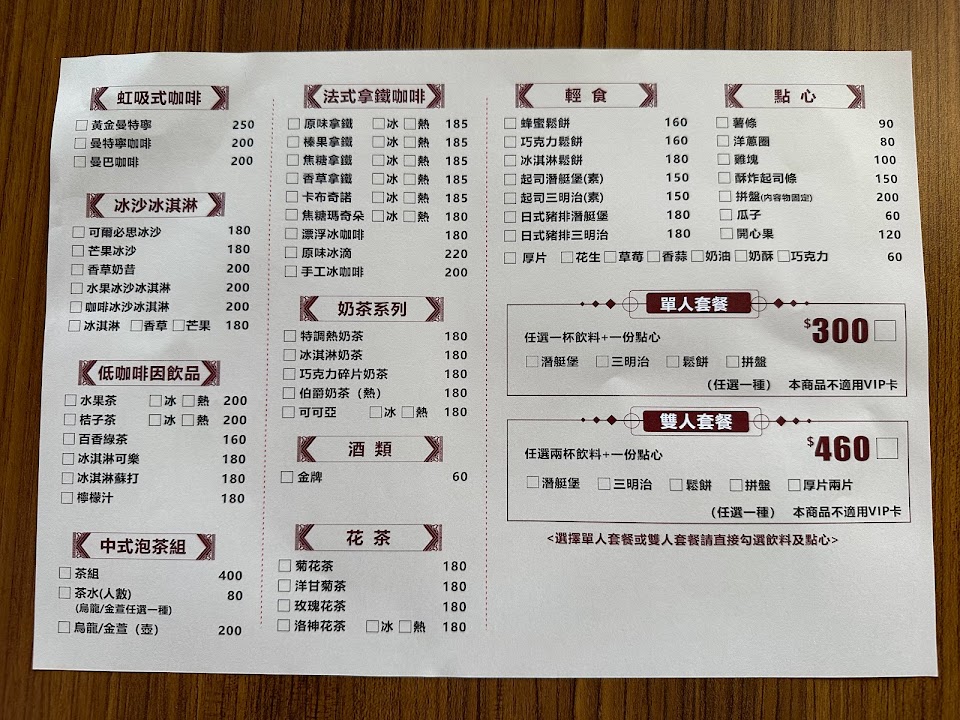 虹吸式咖啡
□黃金曼特寧 250
□曼特寧咖啡 200
□曼巴咖啡 200
冰沙冰淇淋
□可爾必思冰沙 180
□芒果冰沙 180
□香草奶昔 200
□水果冰沙冰淇淋 200
□咖啡冰沙冰淇淋 200
□冰淇淋 □香草 □芒果 180
低咖啡因飲品
□水果茶 □冰 □熱 200
□桔子茶 □冰 □熱 200
□百香綠茶 160
□冰淇淋可樂 180
□冰淇淋蘇打 180
□檸檬汁 180
中式泡茶組
□茶組 400
□茶水(人數) 80
(烏龍/金萱任選一種)
□烏龍/金萱（壺） 200
法式拿鐵咖啡
□原味拿鐵 □冰 □熱 185
□榛果拿鐵 □冰 □熱 185
□焦糖拿鐵 □冰 □熱 185
□香草拿鐵 □冰 □熱 185
□卡布奇諾 □冰 □熱 185
□焦糖瑪奇朵 □冰 □熱 180
□漂浮冰咖啡 180
□原味冰滴 220
□手工冰咖啡 200
奶茶系列
□特調熱奶茶 180
□冰淇淋奶茶 180
□巧克力碎片奶茶 180
□伯爵奶茶（熱） 180
□可可亞 □冰 □熱 180
酒類
□金牌 60
花茶
□菊花茶 180
□洋甘菊茶 180
□玫瑰花茶 180
□洛神花茶 □冰 □熱 180
輕食
□蜂蜜鬆餅 160
□巧克力鬆餅 160
□冰淇淋鬆餅 180
□起司潛艇堡(素) 150
□起司三明治(素) 150
□日式豬排潛艇堡 180
□日式豬排三明治 180
□厚片 □花生 □草莓 □香蒜 □奶油 □奶酥 □巧克力 60
點心
□薯條 90
□洋蔥圈 80
□雞塊 100
□酥炸起司條 150
□拼盤(內容物固定) 200
□瓜子 60
□開心果 120
單人套餐
任選一杯飲料+一份點心 $300 □
□潛艇堡 □三明治 □鬆餅 □拼盤
（任選一種） 本商品不適用VIP卡
雙人套餐
任選兩杯飲料+一份點心 $460 □
□潛艇堡 □三明治 □鬆餅 □拼盤 □厚片兩片
（任選一種） 本商品不適用VIP卡
<選擇單人套餐或雙人套餐請直接勾選飲料及點心>